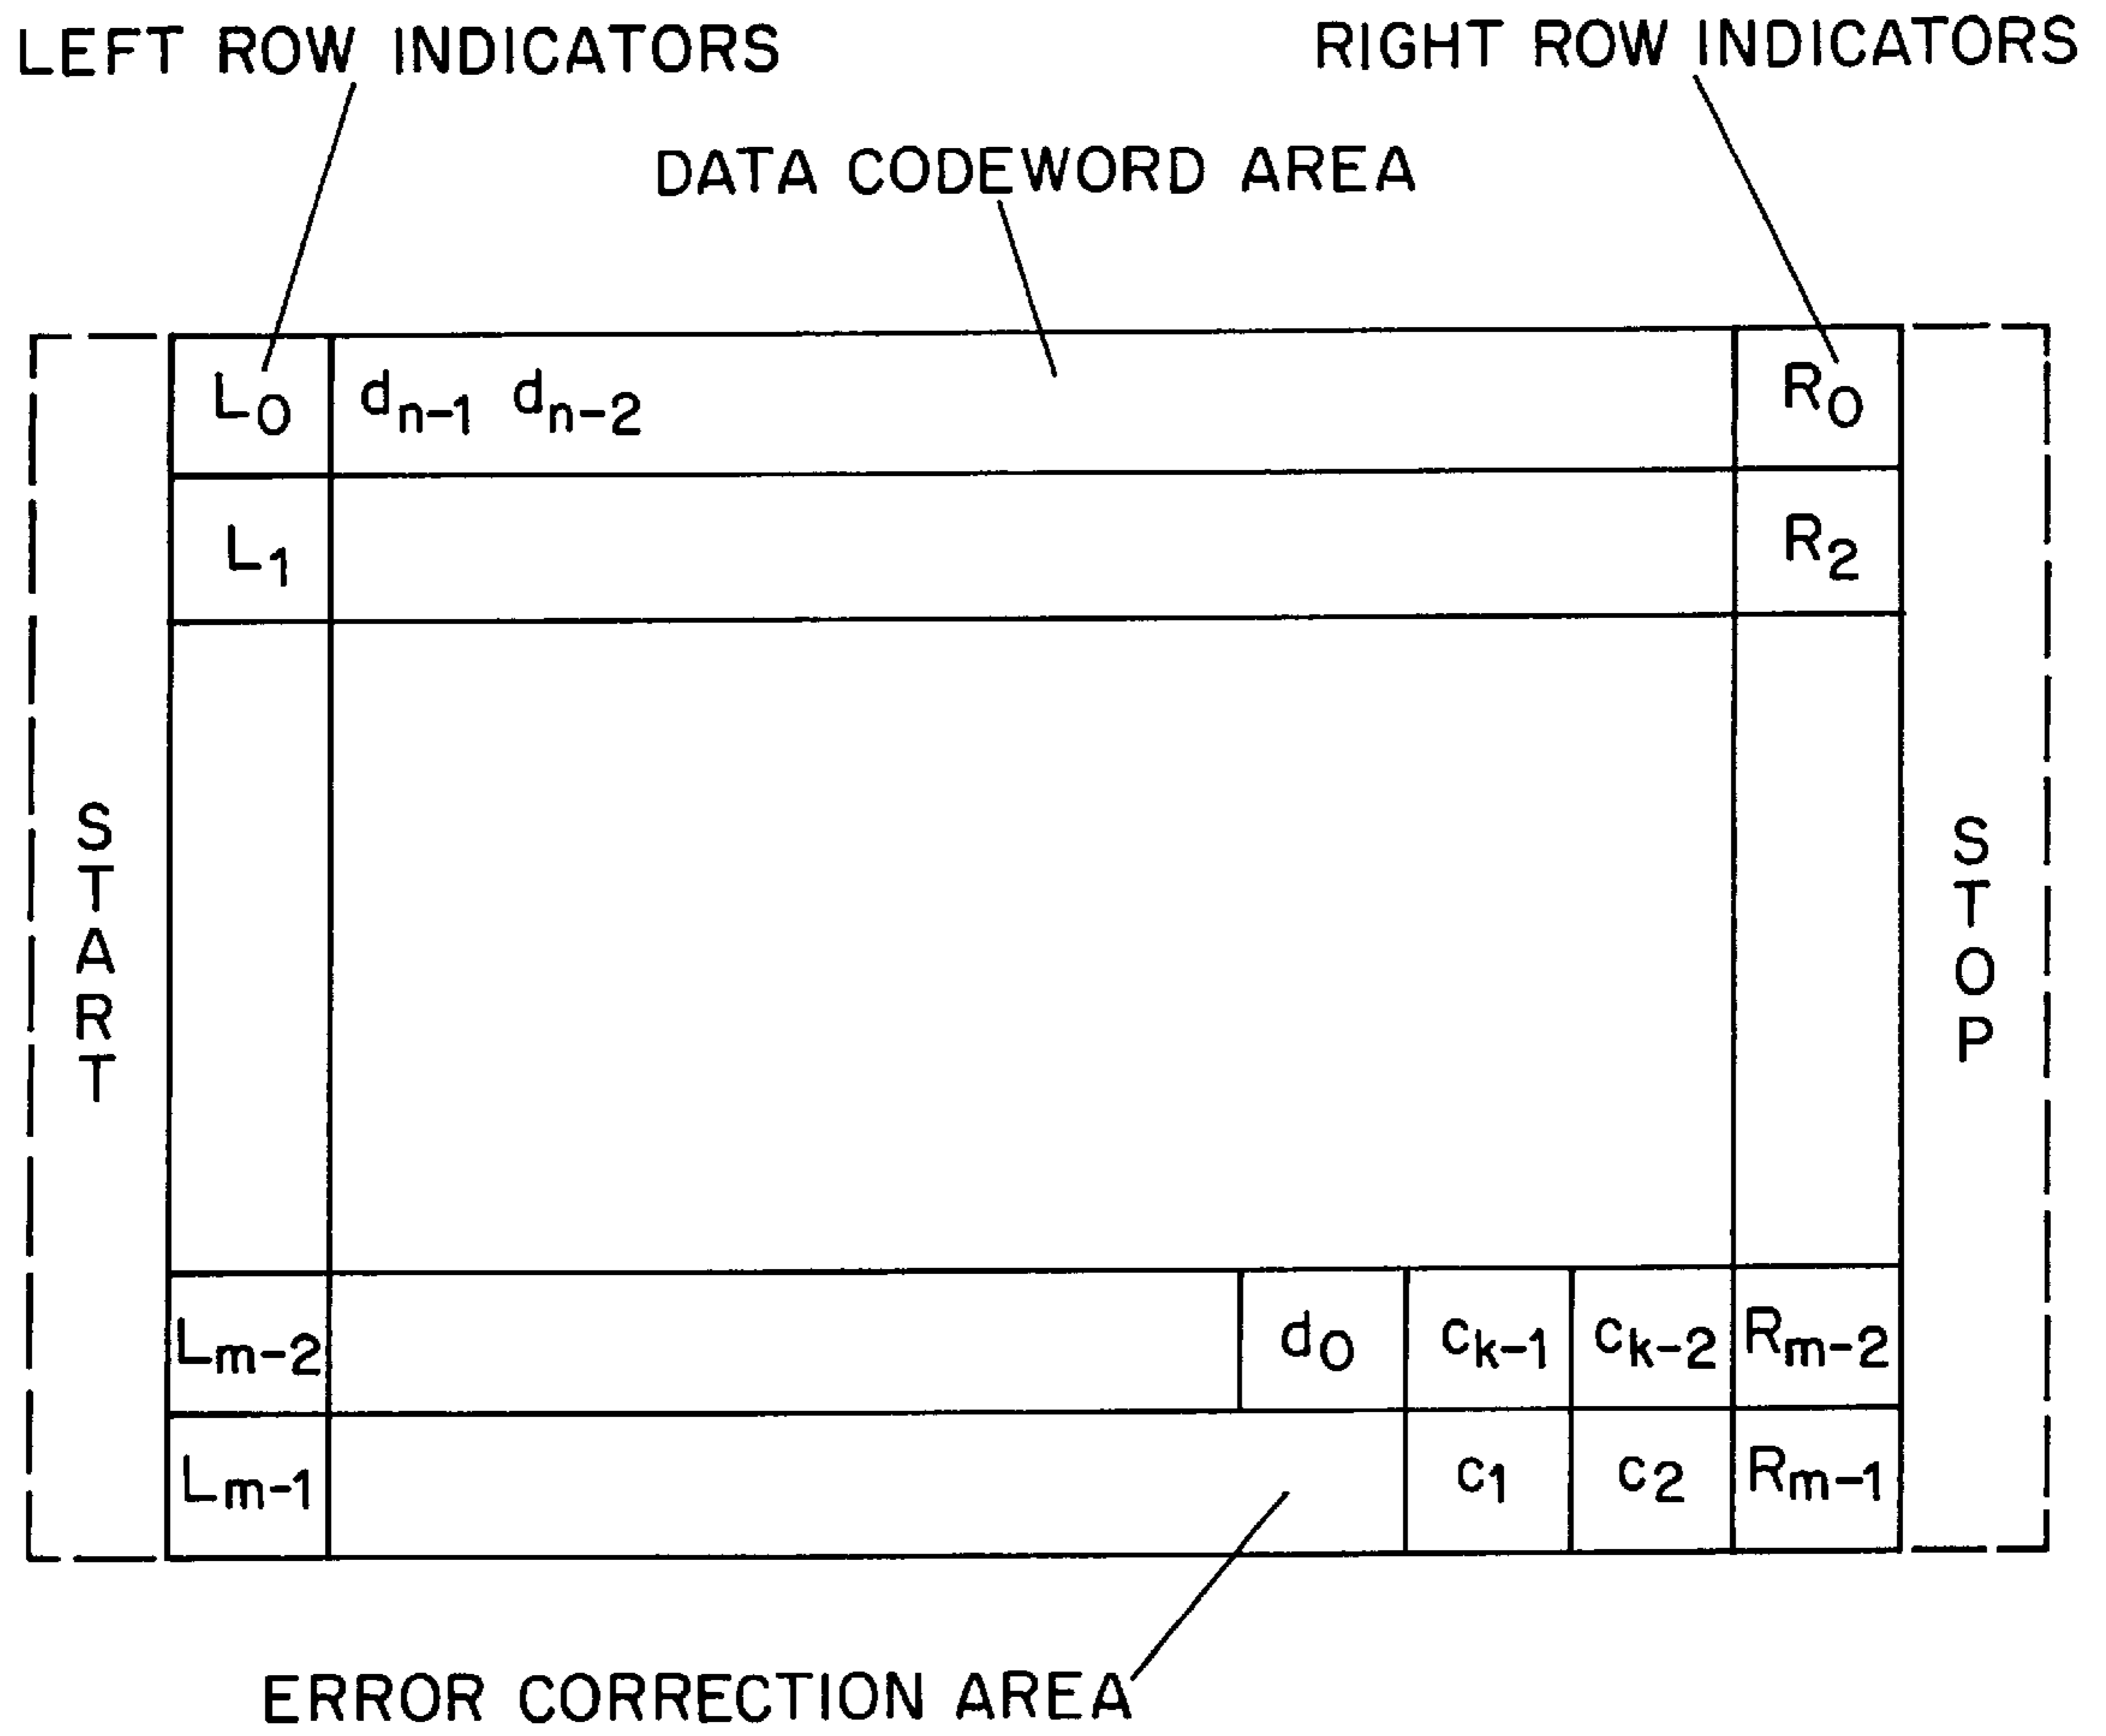 LEFT ROW INDICATORS
RIGHT ROW INDICATORS
DATA CODEWORD AREA
L0 dn-1 dn-2 R0
L1 R2
START
STOP
Lm-2 d0 ck-1 ck-2 Rm-2
Lm-1 c1 c2 Rm-1
ERROR CORRECTION AREA